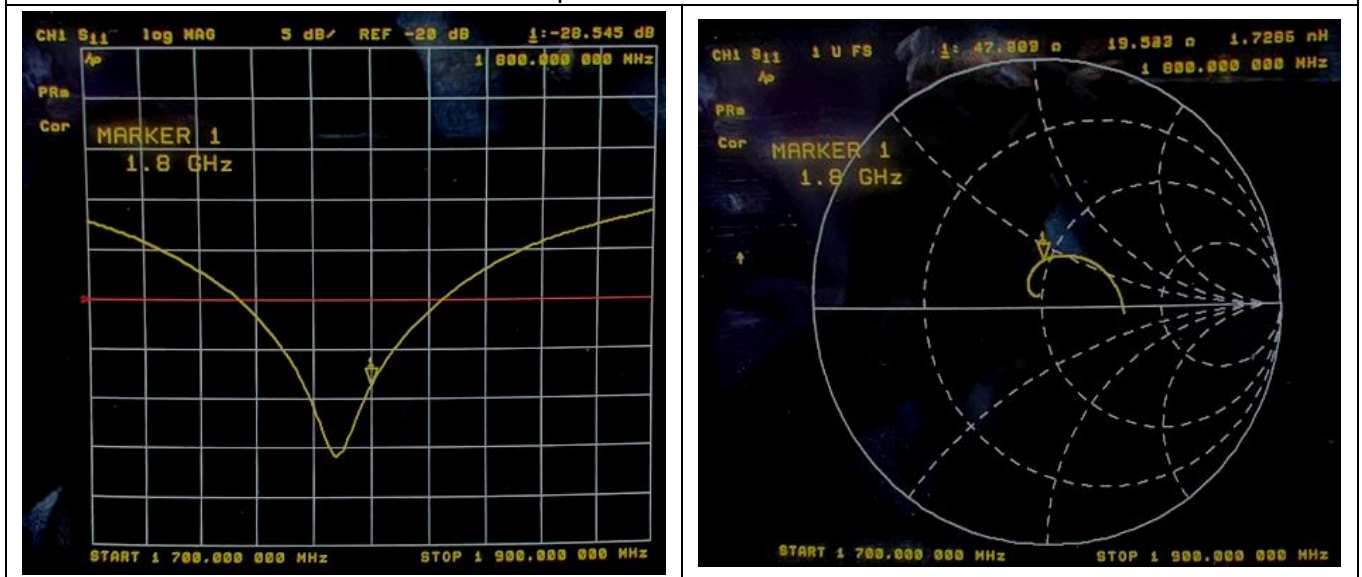 CH1 S11 log MAG 5 dB/ REF -20 dB 1:-28.545 dB
1 800.000 000 MHz
PRm
Cor
MARKER 1
1.8 GHz
START 1 700.000 000 MHz STOP 1 900.000 000 MHz
CH1 S11 1 U FS 1: 47.809 Ω 19.583 Ω 1.7286 nH
1 800.000 000 MHz
PRm
Cor
MARKER 1
1.8 GHz
START 1 700.000 000 MHz STOP 1 900.000 000 MHz